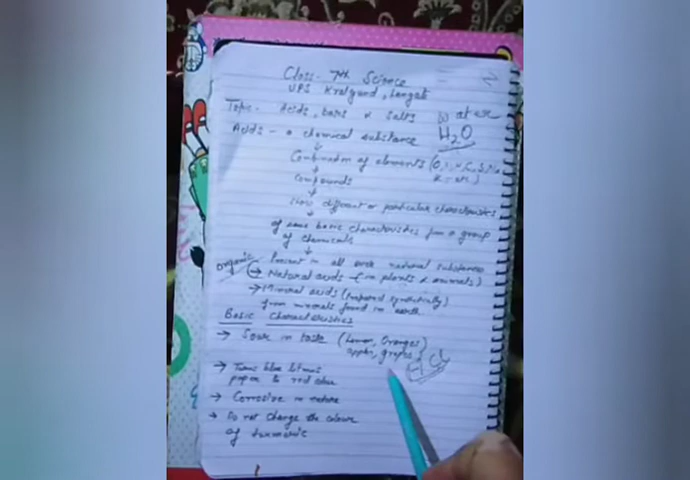 Class. 7th Science
UPS Kralgund, Langate
Topic. Acids, bases & Salts
Water
H2O
Acids - a chemical substance
Combination of elements (O,
Compounds
Show different or particular characteristics
of same basic characteristics form a group
of chemicals
organic
Present in all over natural substances
→ Natural acids (in plants & animals)
→ Mineral acids (Prepared synthetically)
from minerals found in earth
Basic Characteristics
→ Sour in taste (Lemon, Oranges)
apples, grapes
HCl
→ Turns blue litmus
paper to red colour
→ Corrosive in nature
→ Do not change the colour
of turmeric